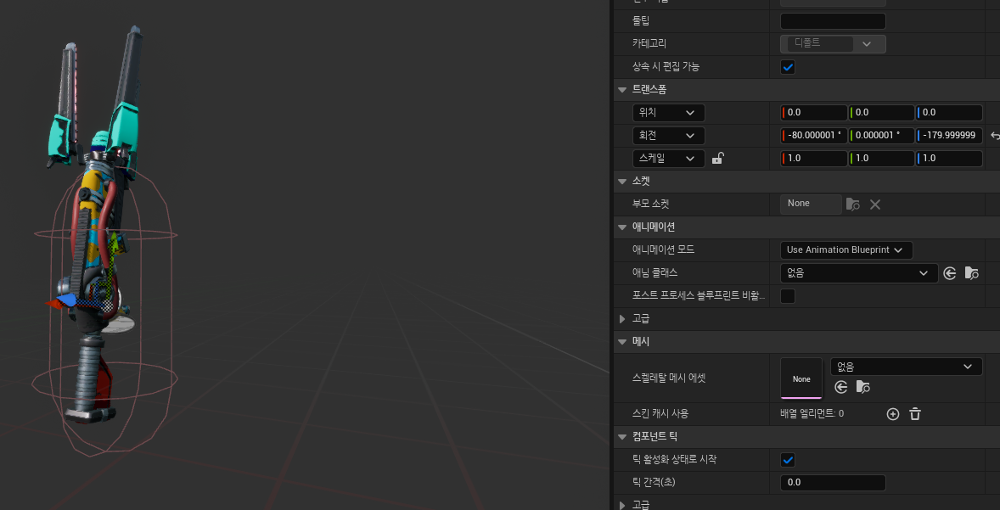 툴팁
카테고리 디폴트
상속 시 편집 가능
트랜스폼
위치 0.0 0.0 0.0
회전 -80.000001 ° 0.000001 ° -179.999999
스케일 1.0 1.0 1.0
소켓
부모 소켓 None
애니메이션
애니메이션 모드 Use Animation Blueprint
애님 클래스 없음
포스트 프로세스 블루프린트 비활...
고급
메시
스켈레탈 메시 에셋 None 없음
스킨 캐시 사용 배열 엘리먼트: 0
컴포넌트 틱
틱 활성화 상태로 시작
틱 간격(초) 0.0
고급